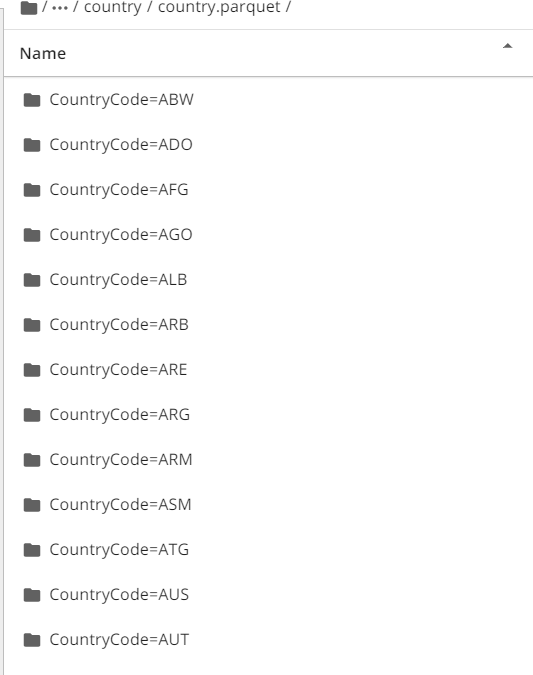 / ••• / country / country.parquet /
Name
CountryCode=ABW
CountryCode=ADO
CountryCode=AFG
CountryCode=AGO
CountryCode=ALB
CountryCode=ARB
CountryCode=ARE
CountryCode=ARG
CountryCode=ARM
CountryCode=ASM
CountryCode=ATG
CountryCode=AUS
CountryCode=AUT